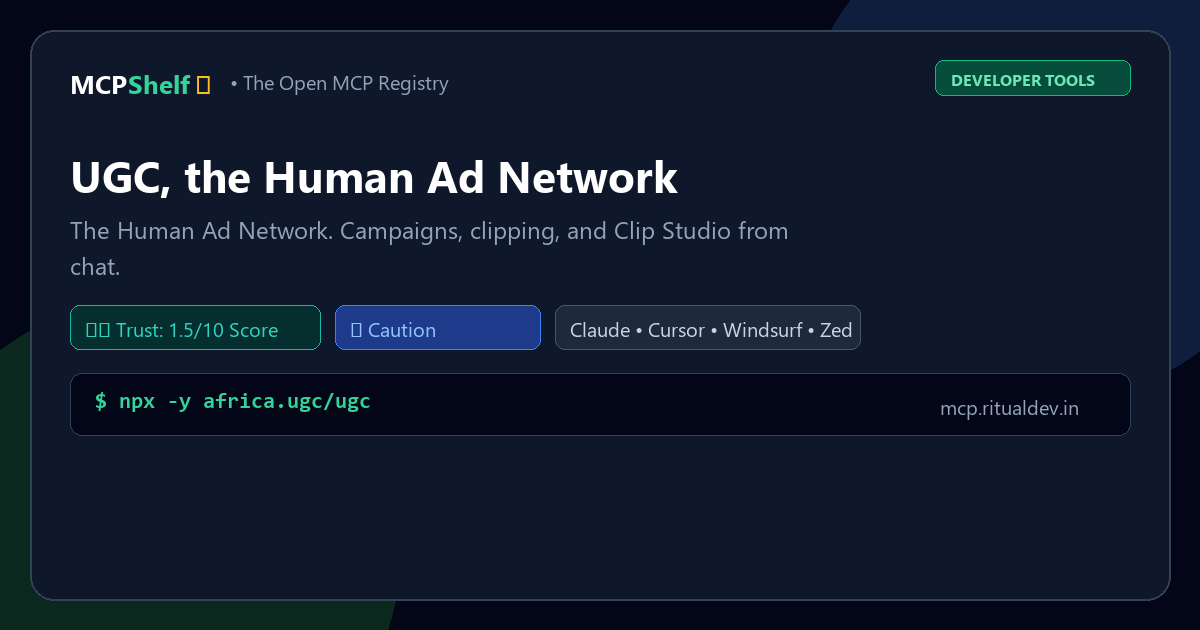 MCPShelf • The Open MCP Registry
DEVELOPER TOOLS
UGC, the Human Ad Network
The Human Ad Network. Campaigns, clipping, and Clip Studio from
chat.
Trust: 1.5/10 Score
Caution
Claude • Cursor • Windsurf • Zed
$ npx -y africa.ugc/ugc
mcp.ritualdev.in